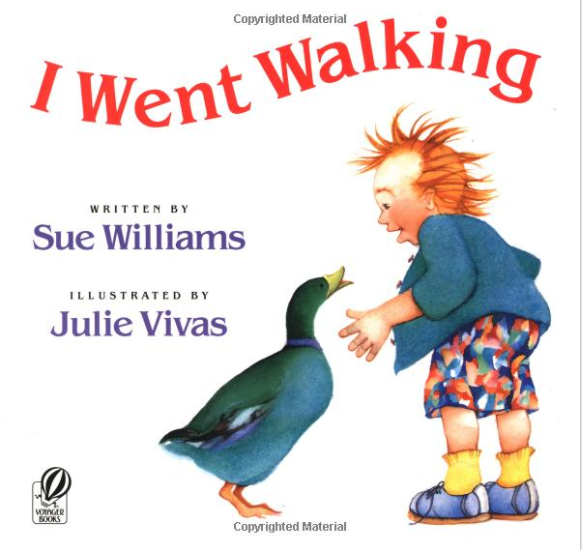 Copyrighted Material
I Went Walking
WRITTEN BY
Sue Williams
ILLUSTRATED BY
Julie Vivas
VOYAGER
BOOKS
Copyrighted Material